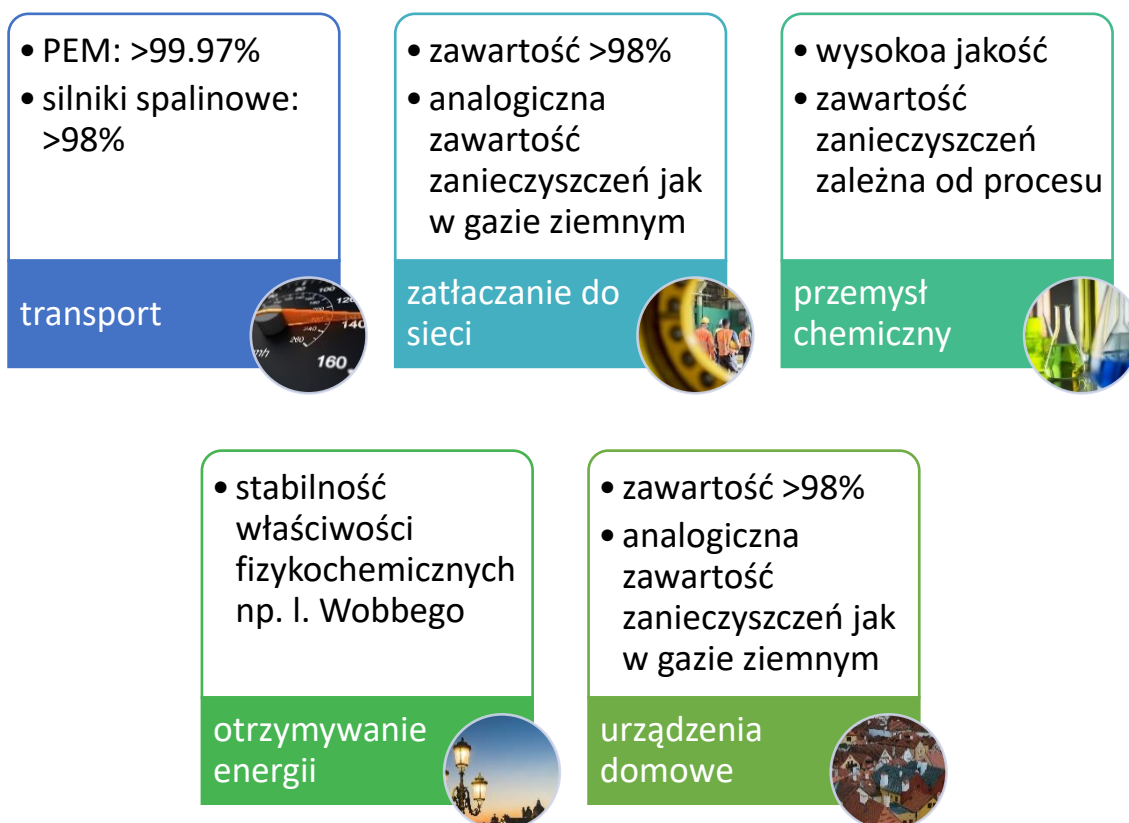 • PEM: >99.97%
• silniki spalinowe:
>98%
transport
• zawartość >98%
• analogiczna
zawartość
zanieczyszczeń jak
w gazie ziemnym
zatłaczanie do
sieci
• wysokoa jakość
• zawartość
zanieczyszczeń
zależna od procesu
przemysł
chemiczny
• stabilność
właściwości
fizykochemicznych
np. l. Wobbego
otrzymywanie
energii
• zawartość >98%
• analogiczna
zawartość
zanieczyszczeń jak
w gazie ziemnym
urządzenia
domowe
140
160